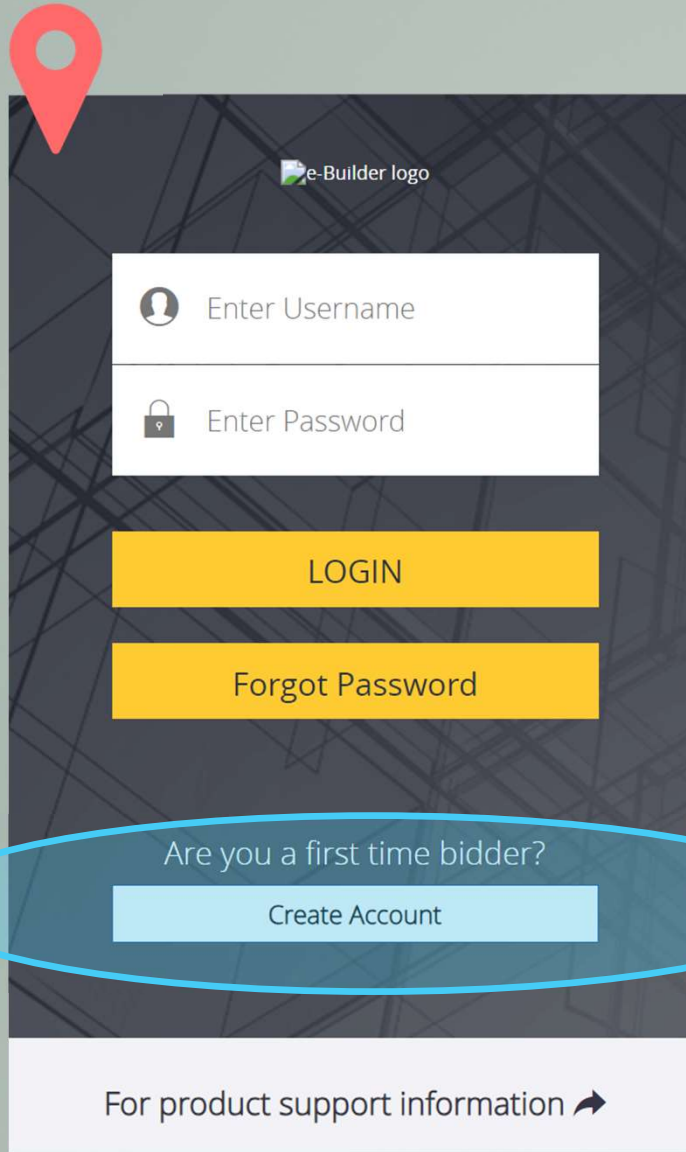 e-Builder logo
Enter Username
Enter Password
LOGIN
Forgot Password
Are you a first time bidder?
Create Account
For product support information